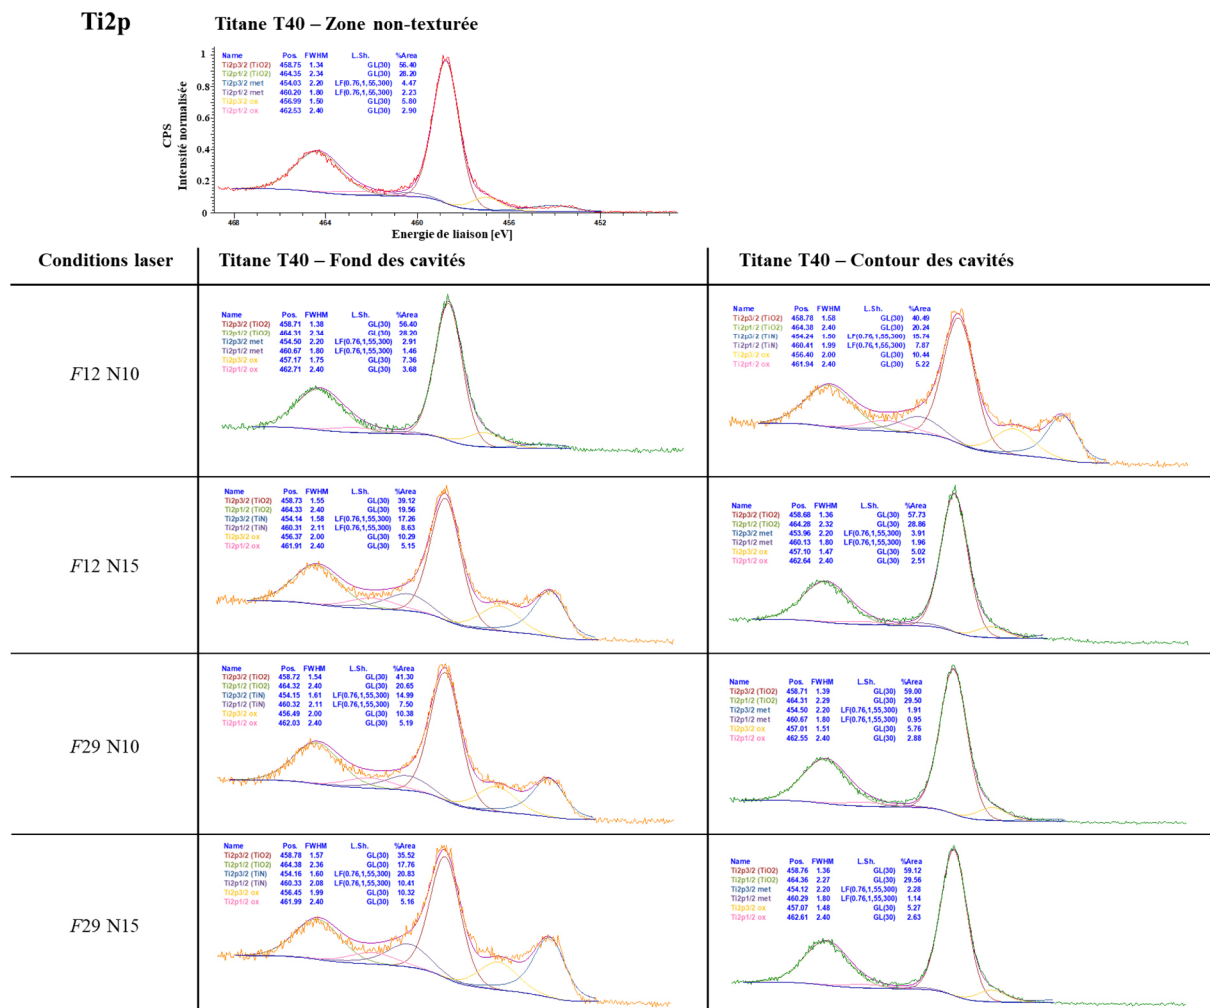 Ti2p
Titane T40 – Zone non-texturée
Name Pos. FWHM L.Sh. %Area
Ti2p3/2 (TiO2) 458.75 1.34 GL(30) 56.40
Ti2p1/2 (TiO2) 464.35 2.34 GL(30) 28.20
Ti2p3/2 met 454.03 2.20 LF(0.76,1,55,300) 4.47
Ti2p1/2 met 460.20 1.80 LF(0.76,1,55,300) 2.23
Ti2p3/2 ox 456.99 1.50 GL(30) 5.80
Ti2p1/2 ox 462.53 2.40 GL(30) 2.90
CPS
Intensité normalisée
1
0.8
0.6
0.4
0.2
0
468 464 460 456 452
Energie de liaison [eV]
Conditions laser
Titane T40 – Fond des cavités
Titane T40 – Contour des cavités
F12 N10
Name Pos. FWHM L.Sh. %Area
Ti2p3/2 (TiO2) 458.71 1.38 GL(30) 56.40
Ti2p1/2 (TiO2) 464.31 2.34 GL(30) 28.20
Ti2p3/2 met 454.50 2.20 LF(0.76,1,55,300) 2.91
Ti2p1/2 met 460.67 1.80 LF(0.76,1,55,300) 1.46
Ti2p3/2 ox 457.17 1.75 GL(30) 7.36
Ti2p1/2 ox 462.71 2.40 GL(30) 3.68
Name Pos. FWHM L.Sh. %Area
Ti2p3/2 (TiO2) 458.78 1.58 GL(30) 40.49
Ti2p1/2 (TiO2) 464.38 2.40 GL(30) 20.24
Ti2p3/2 (TiN) 454.24 1.50 LF(0.76,1,55,300) 15.74
Ti2p1/2 (TiN) 460.41 1.99 LF(0.76,1,55,300) 7.87
Ti2p3/2 ox 456.40 2.00 GL(30) 10.44
Ti2p1/2 ox 461.94 2.40 GL(30) 5.22
F12 N15
Name Pos. FWHM L.Sh. %Area
Ti2p3/2 (TiO2) 458.73 1.55 GL(30) 39.12
Ti2p1/2 (TiO2) 464.33 2.40 GL(30) 19.56
Ti2p3/2 (TiN) 454.14 1.58 LF(0.76,1,55,300) 17.26
Ti2p1/2 (TiN) 460.31 2.11 LF(0.76,1,55,300) 8.63
Ti2p3/2 ox 456.37 2.00 GL(30) 10.29
Ti2p1/2 ox 461.91 2.40 GL(30) 5.15
Name Pos. FWHM L.Sh. %Area
Ti2p3/2 (TiO2) 458.68 1.36 GL(30) 57.73
Ti2p1/2 (TiO2) 464.28 2.32 GL(30) 28.86
Ti2p3/2 met 453.96 2.20 LF(0.76,1,55,300) 3.91
Ti2p1/2 met 460.13 1.80 LF(0.76,1,55,300) 1.96
Ti2p3/2 ox 457.10 1.47 GL(30) 5.02
Ti2p1/2 ox 462.64 2.40 GL(30) 2.51
F29 N10
Name Pos. FWHM L.Sh. %Area
Ti2p3/2 (TiO2) 458.72 1.54 GL(30) 41.30
Ti2p1/2 (TiO2) 464.32 2.40 GL(30) 20.65
Ti2p3/2 (TiN) 454.15 1.61 LF(0.76,1,55,300) 14.99
Ti2p1/2 (TiN) 460.32 2.11 LF(0.76,1,55,300) 7.50
Ti2p3/2 ox 456.49 2.00 GL(30) 10.38
Ti2p1/2 ox 462.03 2.40 GL(30) 5.19
Name Pos. FWHM L.Sh. %Area
Ti2p3/2 (TiO2) 458.71 1.39 GL(30) 59.00
Ti2p1/2 (TiO2) 464.31 2.29 GL(30) 29.50
Ti2p3/2 met 454.50 2.20 LF(0.76,1,55,300) 1.91
Ti2p1/2 met 460.67 1.80 LF(0.76,1,55,300) 0.95
Ti2p3/2 ox 457.01 1.51 GL(30) 5.76
Ti2p1/2 ox 462.55 2.40 GL(30) 2.88
F29 N15
Name Pos. FWHM L.Sh. %Area
Ti2p3/2 (TiO2) 458.78 1.57 GL(30) 35.52
Ti2p1/2 (TiO2) 464.38 2.36 GL(30) 17.76
Ti2p3/2 (TiN) 454.16 1.60 LF(0.76,1,55,300) 20.83
Ti2p1/2 (TiN) 460.33 2.08 LF(0.76,1,55,300) 10.41
Ti2p3/2 ox 456.45 1.99 GL(30) 10.32
Ti2p1/2 ox 461.99 2.40 GL(30) 5.16
Name Pos. FWHM L.Sh. %Area
Ti2p3/2 (TiO2) 458.76 1.36 GL(30) 59.12
Ti2p1/2 (TiO2) 464.36 2.27 GL(30) 29.56
Ti2p3/2 met 454.12 2.20 LF(0.76,1,55,300) 2.28
Ti2p1/2 met 460.29 1.80 LF(0.76,1,55,300) 1.14
Ti2p3/2 ox 457.07 1.48 GL(30) 5.27
Ti2p1/2 ox 462.61 2.40 GL(30) 2.63